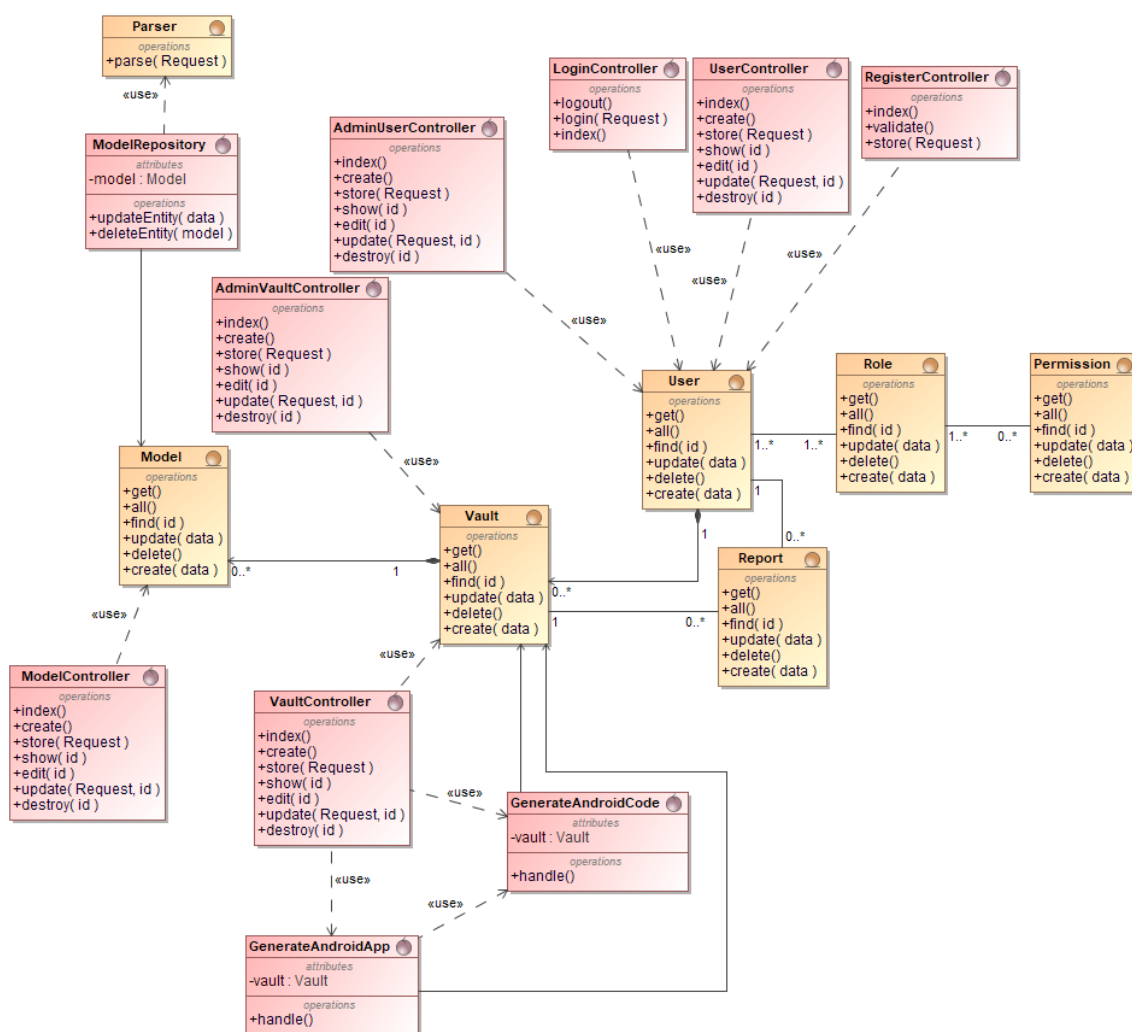 Parser
operations
+parse( Request )
«use»
ModelRepository
attributes
-model : Model
operations
+updateEntity( data )
+deleteEntity( model )
LoginController
operations
+logout()
+login( Request )
+index()
UserController
operations
+index()
+create()
+store( Request )
+show( id )
+edit( id )
+update( Request, id )
+destroy( id )
RegisterController
operations
+index()
+validate()
+store( Request )
AdminUserController
operations
+index()
+create()
+store( Request )
+show( id )
+edit( id )
+update( Request, id )
+destroy( id )
«use»
«use»
«use»
«use»
AdminVaultController
operations
+index()
+create()
+store( Request )
+show( id )
+edit( id )
+update( Request, id )
+destroy( id )
«use»
User
operations
+get()
+all()
+find( id )
+update( data )
+delete()
+create( data )
1..*
1..*
Role
operations
+get()
+all()
+find( id )
+update( data )
+delete()
+create( data )
1..*
0..*
Permission
operations
+get()
+all()
+find( id )
+update( data )
+delete()
+create( data )
1
0..*
1
0..*
Model
operations
+get()
+all()
+find( id )
+update( data )
+delete()
+create( data )
0..*
1
Vault
operations
+get()
+all()
+find( id )
+update( data )
+delete()
+create( data )
1
0..*
Report
operations
+get()
+all()
+find( id )
+update( data )
+delete()
+create( data )
«use»
ModelController
operations
+index()
+create()
+store( Request )
+show( id )
+edit( id )
+update( Request, id )
+destroy( id )
«use»
VaultController
operations
+index()
+create()
+store( Request )
+show( id )
+edit( id )
+update( Request, id )
+destroy( id )
«use»
GenerateAndroidCode
attributes
-vault : Vault
operations
+handle()
«use»
«use»
GenerateAndroidApp
attributes
-vault : Vault
operations
+handle()